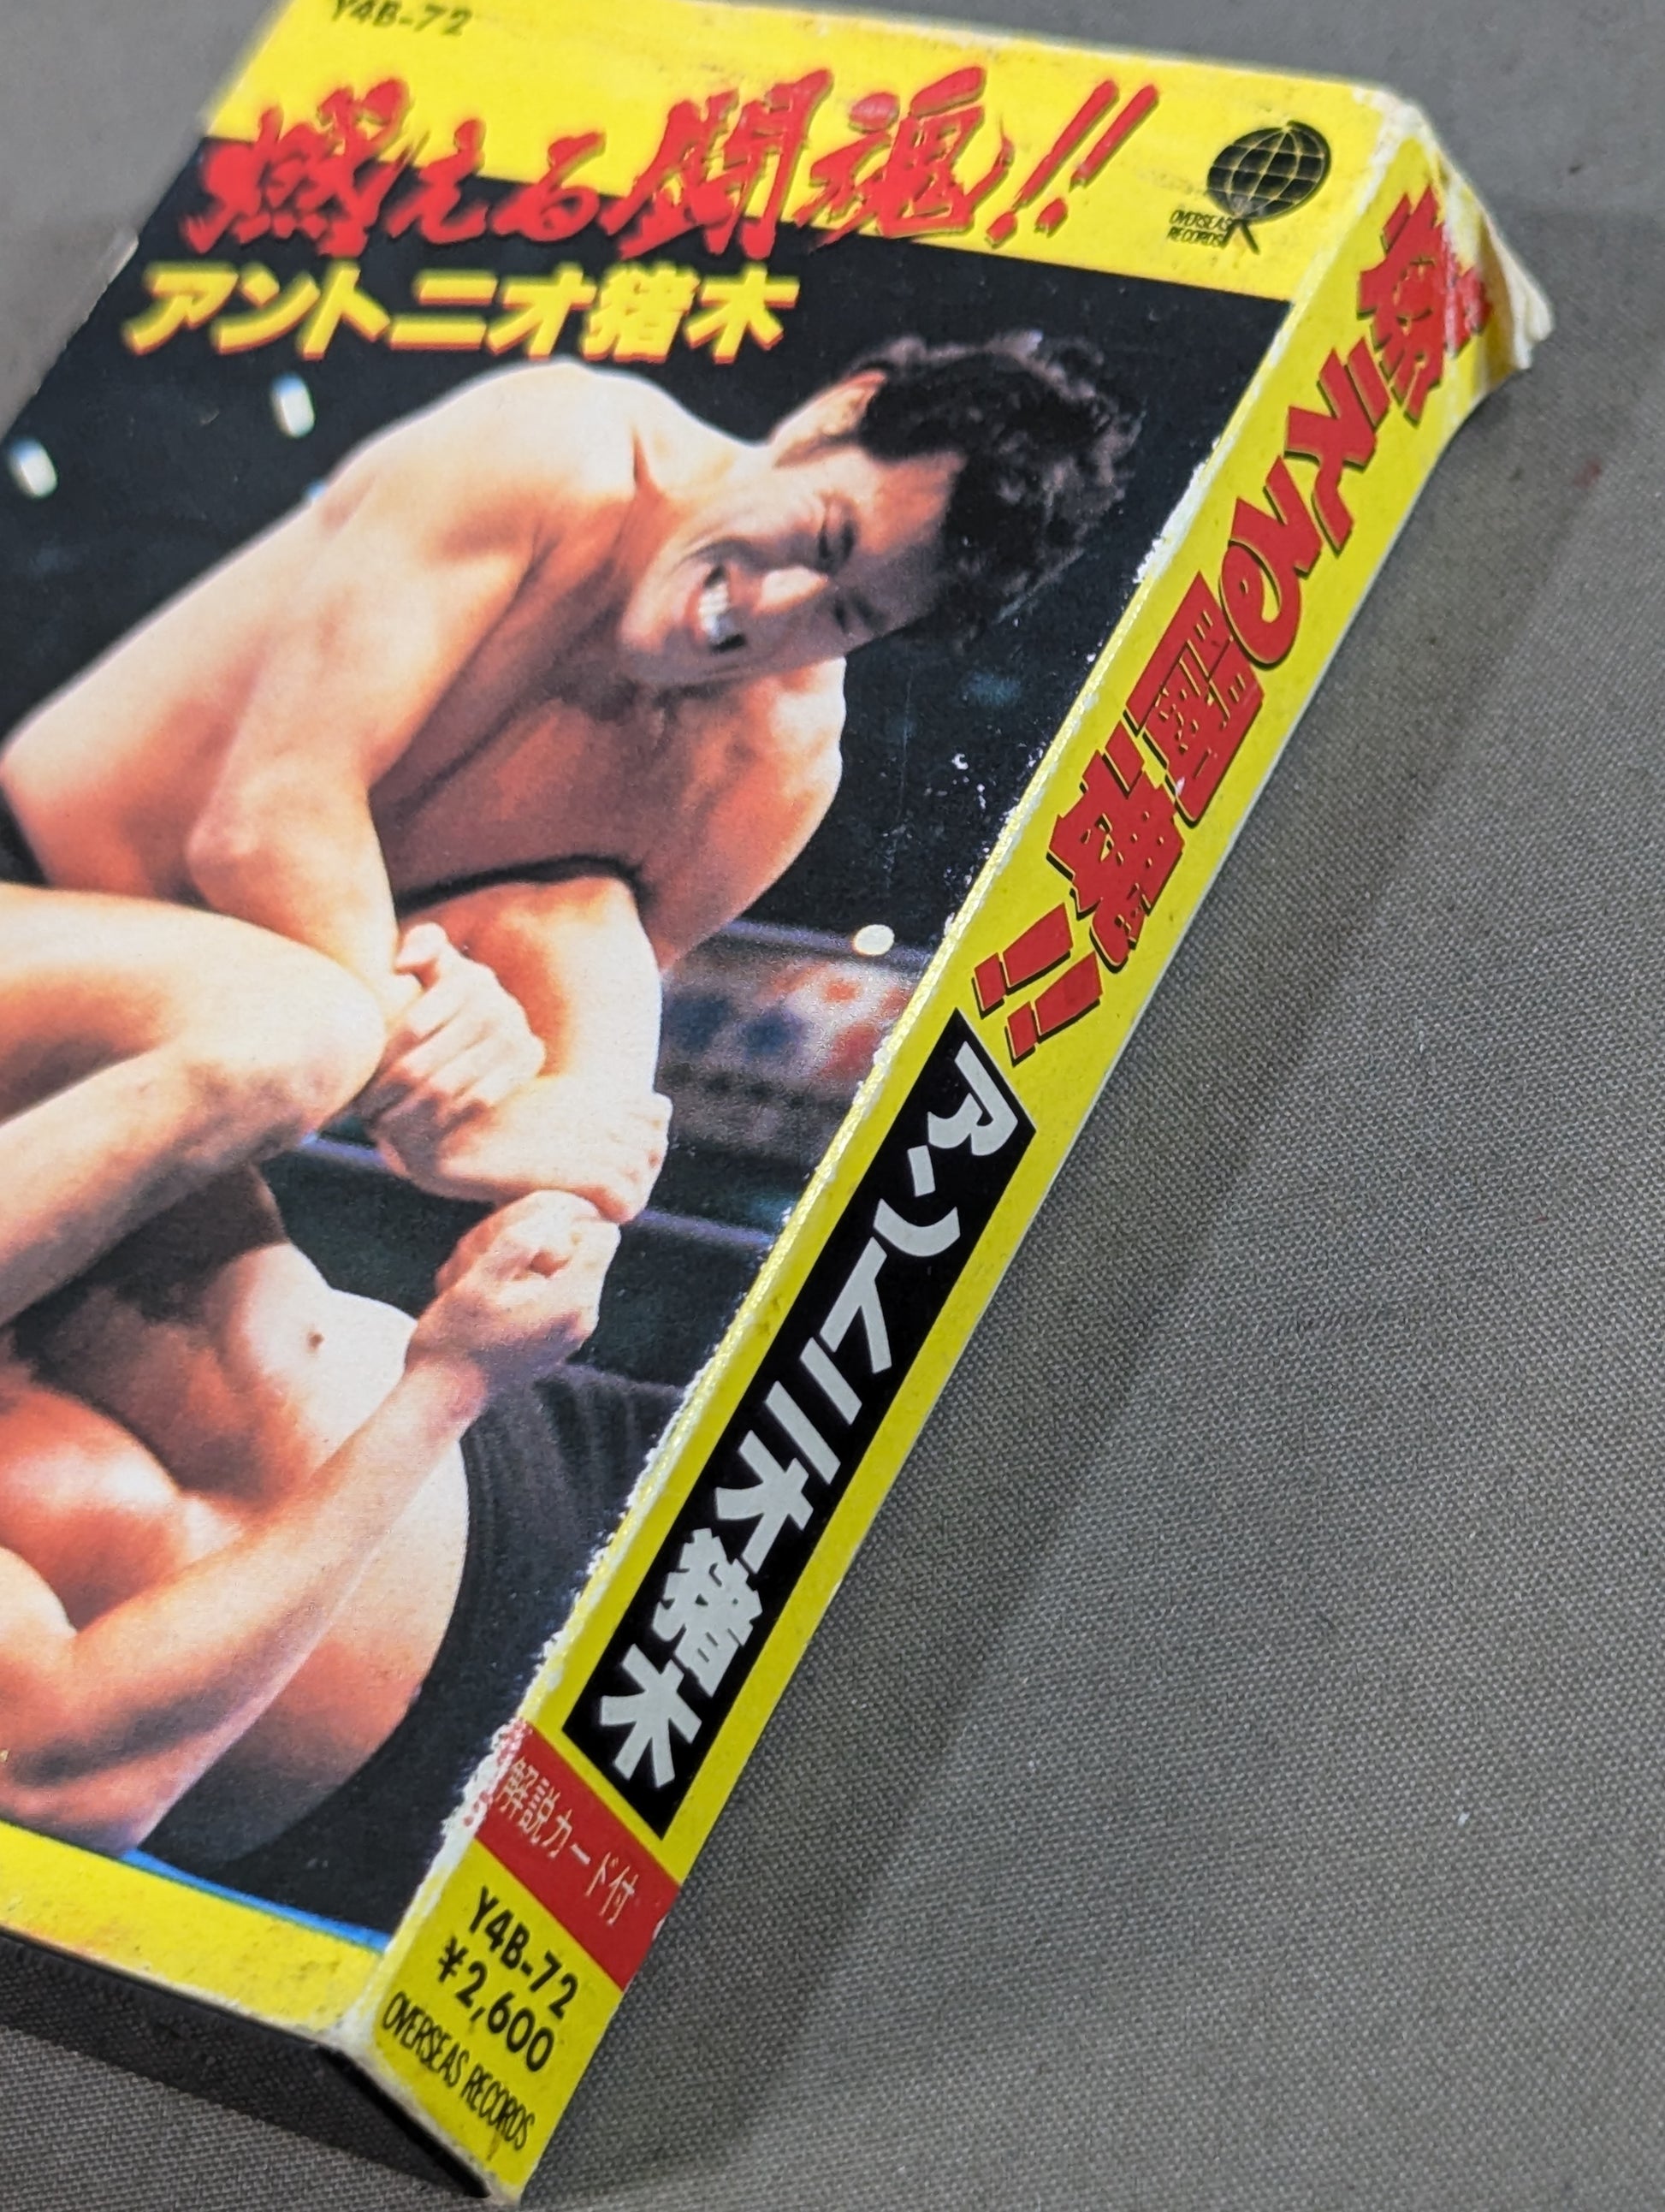 Y4B-72
燃える闘魂!!
アントニオ猪木
OVERSEAS
RECORDS
燃える闘魂!!
アントニオ猪木
解説カード付
Y4B-72
¥2,600
OVERSEAS RECORDS